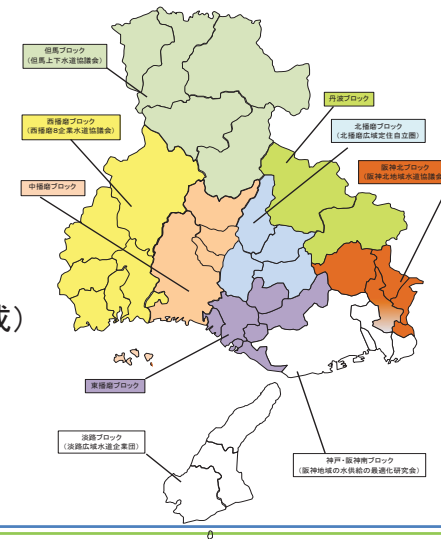 但馬ブロック
(但馬上下水道協議会)
丹波ブロック
西播磨ブロック
(西播磨8企業水道協議会)
北播磨ブロック
(北播磨広域定住自立圏)
阪神北ブロック
(阪神北地域水道協議会
中播磨ブロック
成)
東播磨ブロック
淡路ブロック
(淡路広域水道企業団)
神戸・阪神南ブロック
(阪神地域の水供給の最適化研究会)